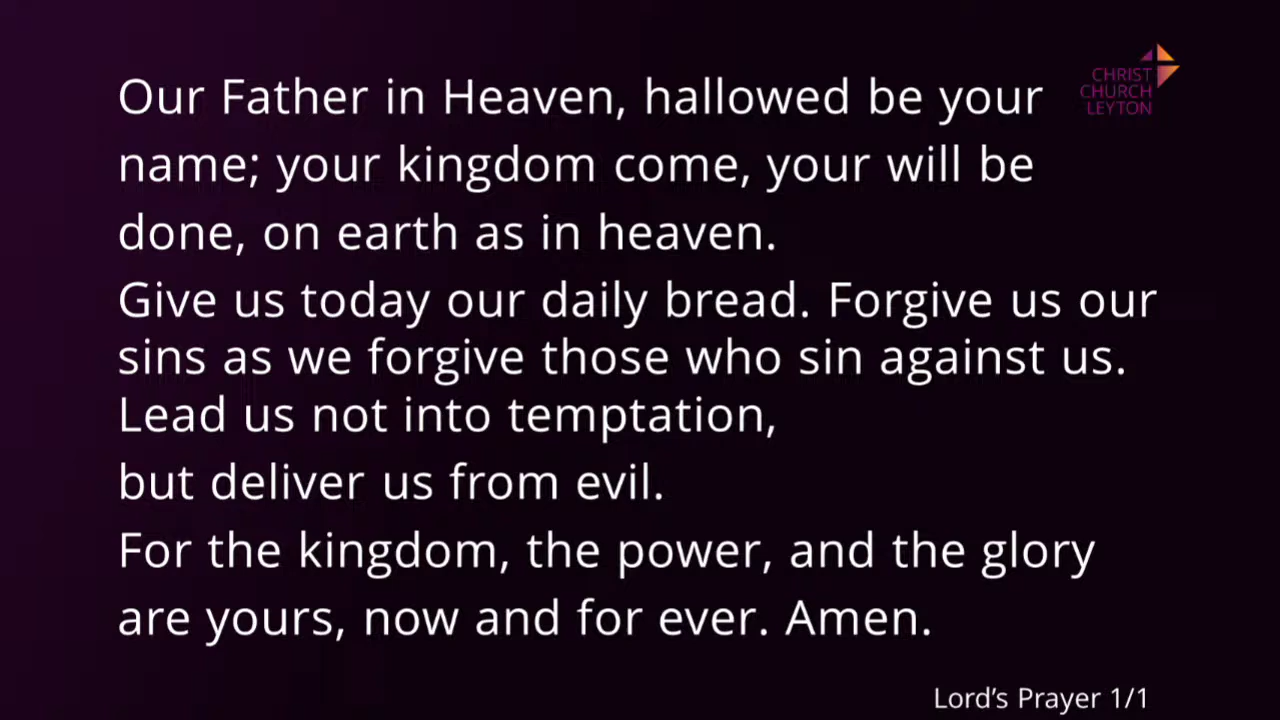 Our Father in Heaven, hallowed be your
name; your kingdom come, your will be
done, on earth as in heaven.
Give us today our daily bread. Forgive us our
sins as we forgive those who sin against us.
Lead us not into temptation,
but deliver us from evil.
For the kingdom, the power, and the glory
are yours, now and for ever. Amen.
CHRIST
CHURCH
LEYTON
Lord's Prayer 1/1